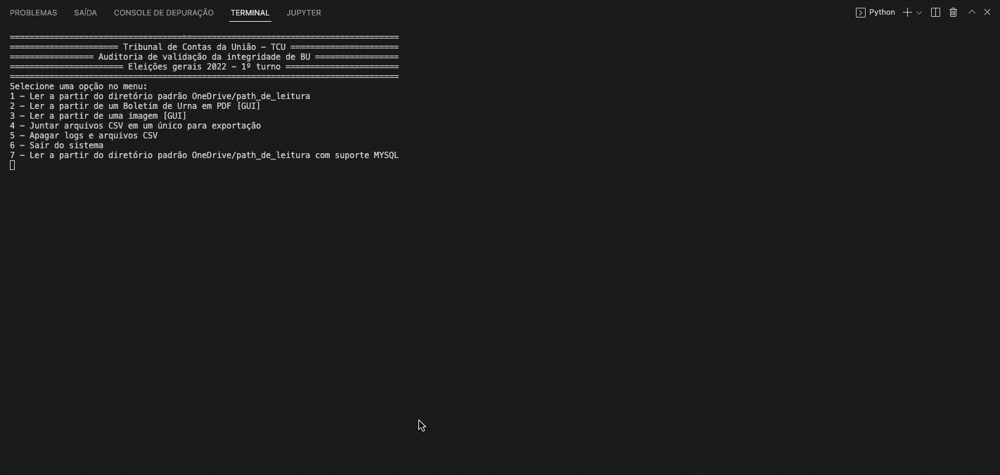 PROBLEMAS SAÍDA CONSOLE DE DEPURAÇÃO TERMINAL JUPYTER Python
===============================================================================
====================== Tribunal de Contas da União - TCU ======================
================= Auditoria de validação da integridade de BU =================
======================= Eleições gerais 2022 - 1º turno =======================
===============================================================================
Selecione uma opção no menu:
1 - Ler a partir do diretório padrão OneDrive/path_de_leitura
2 - Ler a partir de um Boletim de Urna em PDF [GUI]
3 - Ler a partir de uma imagem [GUI]
4 - Juntar arquivos CSV em um único para exportação
5 - Apagar logs e arquivos CSV
6 - Sair do sistema
7 - Ler a partir do diretório padrão OneDrive/path_de_leitura com suporte MYSQL